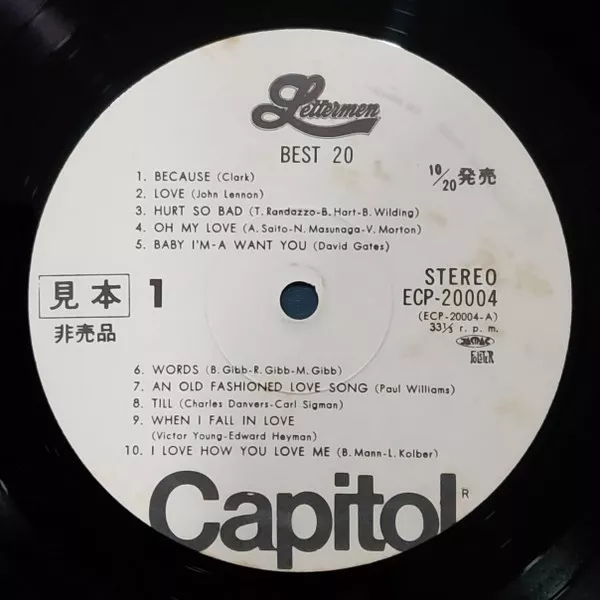 Lettermen
BEST 20
10/20発売
1. BECAUSE (Clark)
2. LOVE (John Lennon)
3. HURT SO BAD (T. Randazzo-B. Hart-B. Wilding)
4. OH MY LOVE (A. Saito-N. Masunaga-V. Morton)
5. BABY I'M-A WANT YOU (David Gates)
見本
非売品
1
STEREO
ECP-20004
(ECP-20004-A)
33⅓ r. p. m.
6. WORDS (B. Gibb-R. Gibb-M. Gibb)
7. AN OLD FASHIONED LOVE SONG (Paul Williams)
8. TILL (Charles Danvers-Carl Sigman)
9. WHEN I FALL IN LOVE
(Victor Young-Edward Heyman)
10. I LOVE HOW YOU LOVE ME (B. Mann-L. Kolber)
Capitol
R